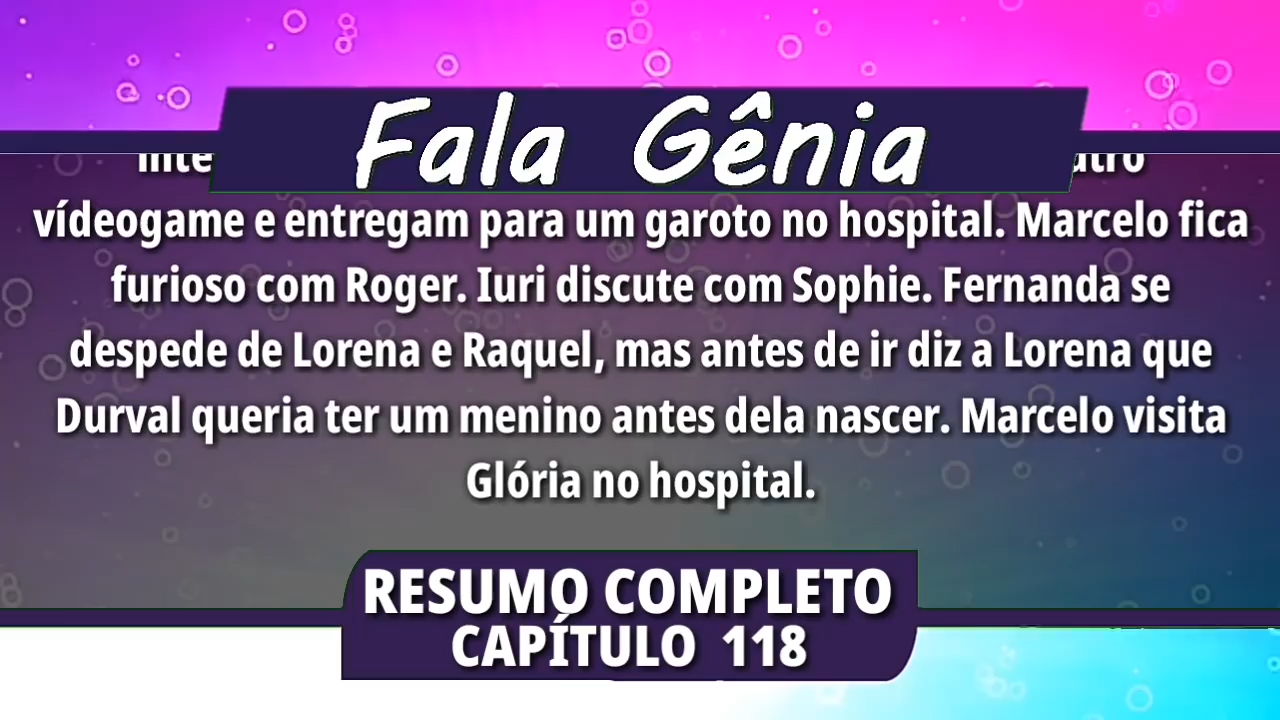 Fala Gênia
vídeogame e entregam para um garoto no hospital. Marcelo fica
furioso com Roger. Iuri discute com Sophie. Fernanda se
despede de Lorena e Raquel, mas antes de ir diz a Lorena que
Durval queria ter um menino antes dela nascer. Marcelo visita
Glória no hospital.
RESUMO COMPLETO
CAPÍTULO 118